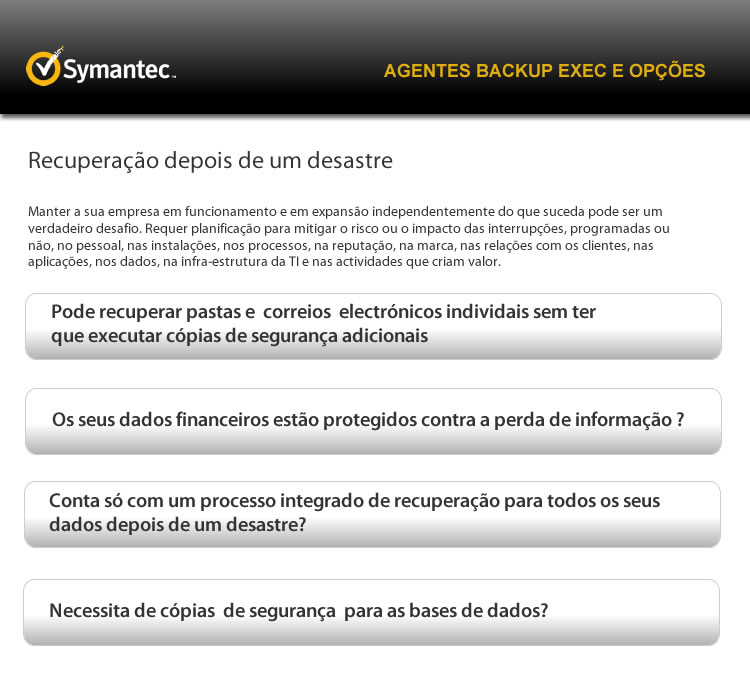 Symantec™
AGENTES BACKUP EXEC E OPÇÕES
Recuperação depois de um desastre
Manter a sua empresa em funcionamento e em expansão independentemente do que suceda pode ser um
verdadeiro desafio. Requer planificação para mitigar o risco ou o impacto das interrupções, programadas ou
não, no pessoal, nas instalações, nos processos, na reputação, na marca, nas relações com os clientes, nas
aplicações, nos dados, na infra-estrutura da TI e nas actividades que criam valor.
Pode recuperar pastas e correios electrónicos individais sem ter
que executar cópias de segurança adicionais
Os seus dados financeiros estão protegidos contra a perda de informação ?
Conta só com um processo integrado de recuperação para todos os seus
dados depois de um desastre?
Necessita de cópias de segurança para as bases de dados?